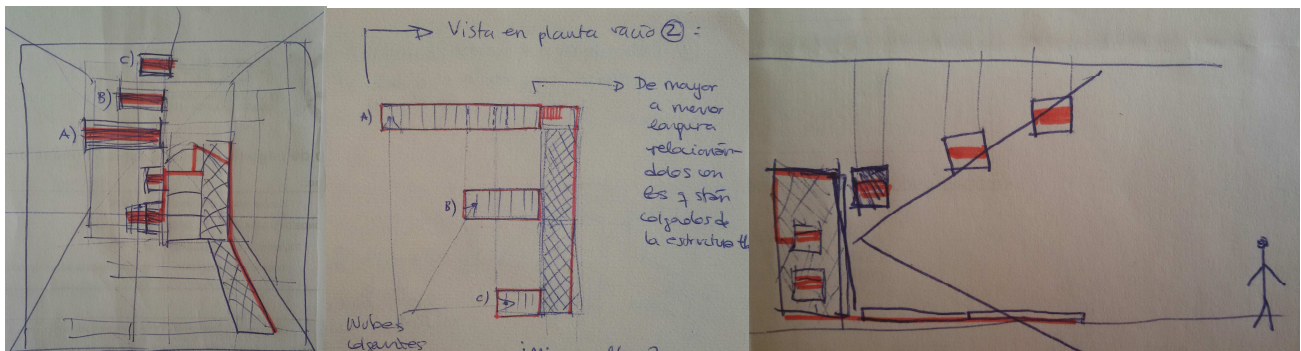 C)
B)
A)
Vista en planta vacío ② :
De mayor
a menor
largura
relacionán-
dolos con
los q stán
colgados de
la estructura
A)
B)
C)
Nubes
colgantes